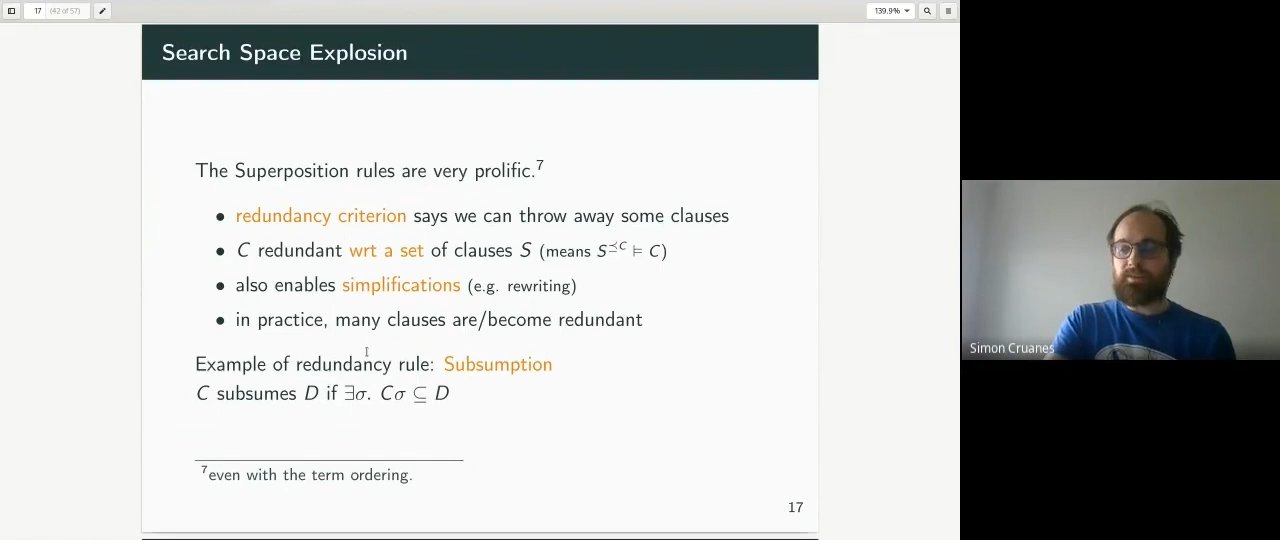 17 (42 of 57) 139.9%
Search Space Explosion
The Superposition rules are very prolific.⁷
• redundancy criterion says we can throw away some clauses
• C redundant wrt a set of clauses S (means S^⪯C ⊨ C)
• also enables simplifications (e.g. rewriting)
• in practice, many clauses are/become redundant
Example of redundancy rule: Subsumption
C subsumes D if ∃σ. Cσ ⊆ D
⁷even with the term ordering.
17
Simon Cruanes